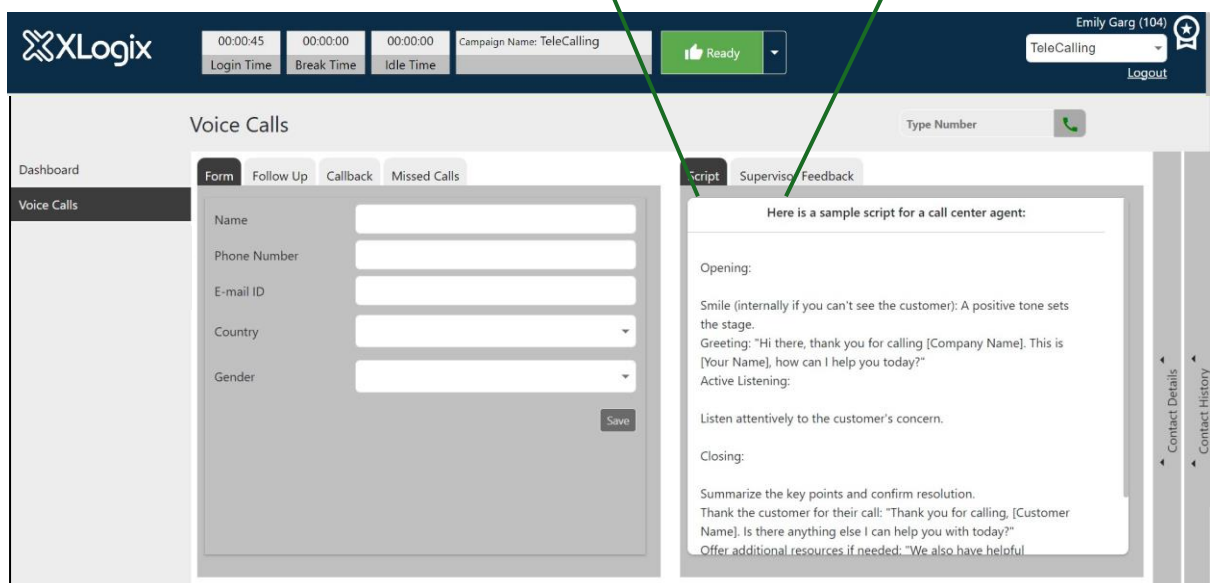 XLogix
00:00:45
Login Time
00:00:00
Break Time
00:00:00
Idle Time
Campaign Name: TeleCalling
Ready
Emily Garg (104)
TeleCalling
Logout
Voice Calls
Type Number
Dashboard
Voice Calls
Form
Follow Up
Callback
Missed Calls
Name
Phone Number
E-mail ID
Country
Gender
Save
Script
Supervisor Feedback
Here is a sample script for a call center agent:
Opening:
Smile (internally if you can't see the customer): A positive tone sets
the stage.
Greeting: "Hi there, thank you for calling [Company Name]. This is
[Your Name], how can I help you today?"
Active Listening:
Listen attentively to the customer's concern.
Closing:
Summarize the key points and confirm resolution.
Thank the customer for their call: "Thank you for calling, [Customer
Name]. Is there anything else I can help you with today?"
Offer additional resources if needed: "We also have helpful
Contact Details
Contact History